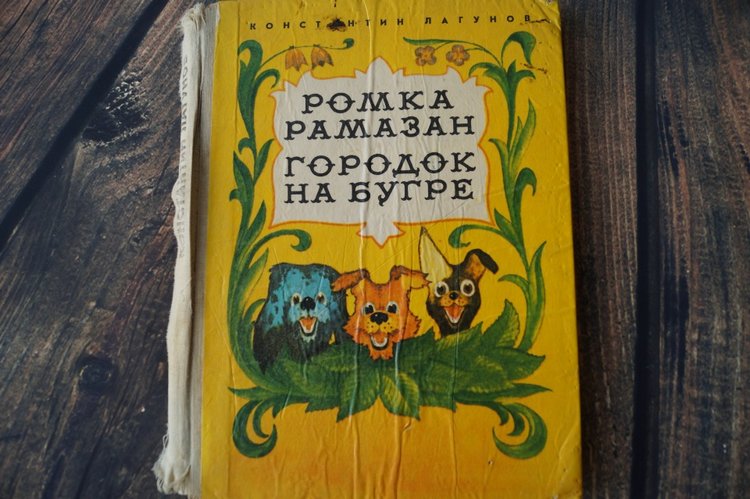 КОНСТАНТИН ЛАГУНОВ
РОМКА
РАМАЗАН
ГОРОДОК
НА БУГРЕ